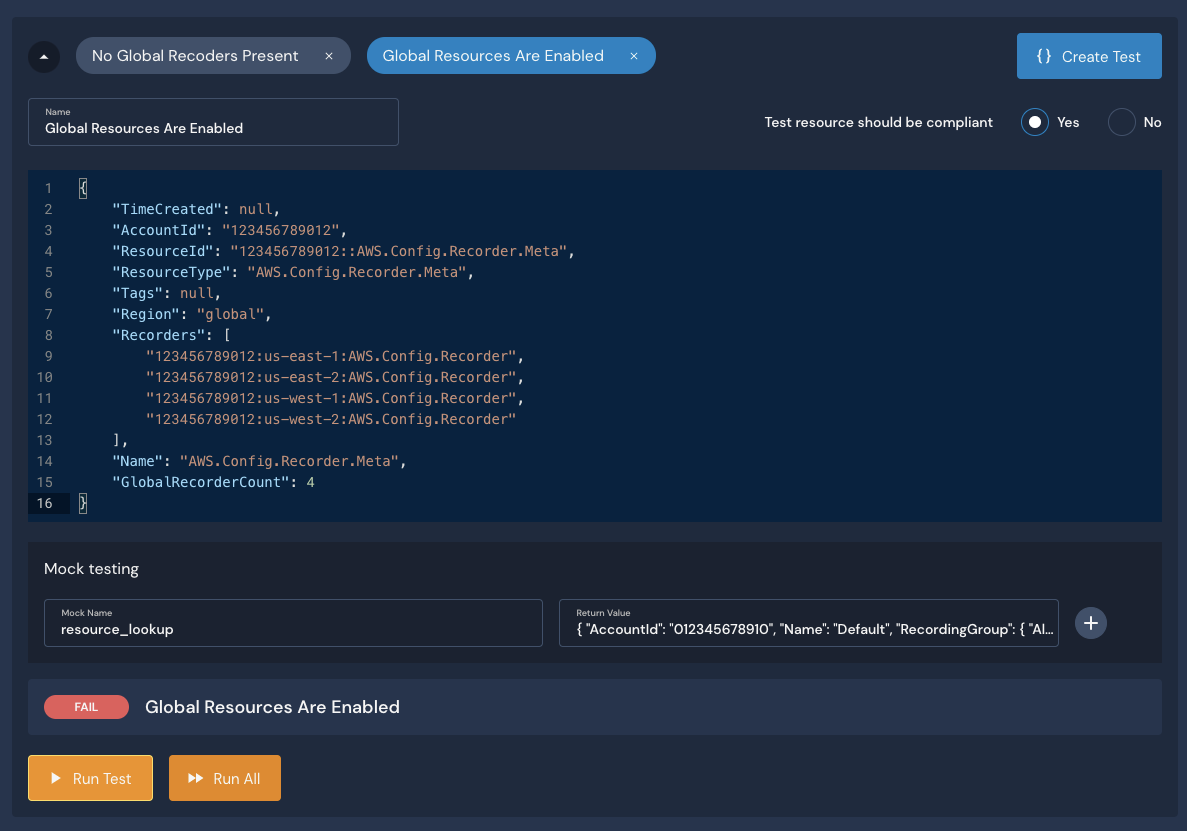 No Global Recoders Present ×
Global Resources Are Enabled ×
{} Create Test
Name
Global Resources Are Enabled
Test resource should be compliant
Yes
No
1 {
2 "TimeCreated": null,
3 "AccountId": "123456789012",
4 "ResourceId": "123456789012::AWS.Config.Recorder.Meta",
5 "ResourceType": "AWS.Config.Recorder.Meta",
6 "Tags": null,
7 "Region": "global",
8 "Recorders": [
9 "123456789012:us-east-1:AWS.Config.Recorder",
10 "123456789012:us-east-2:AWS.Config.Recorder",
11 "123456789012:us-west-1:AWS.Config.Recorder",
12 "123456789012:us-west-2:AWS.Config.Recorder"
13 ],
14 "Name": "AWS.Config.Recorder.Meta",
15 "GlobalRecorderCount": 4
16 }
Mock testing
Mock Name
resource_lookup
Return Value
{ "AccountId": "012345678910", "Name": "Default", "RecordingGroup": { "Al...
FAIL
Global Resources Are Enabled
Run Test
Run All